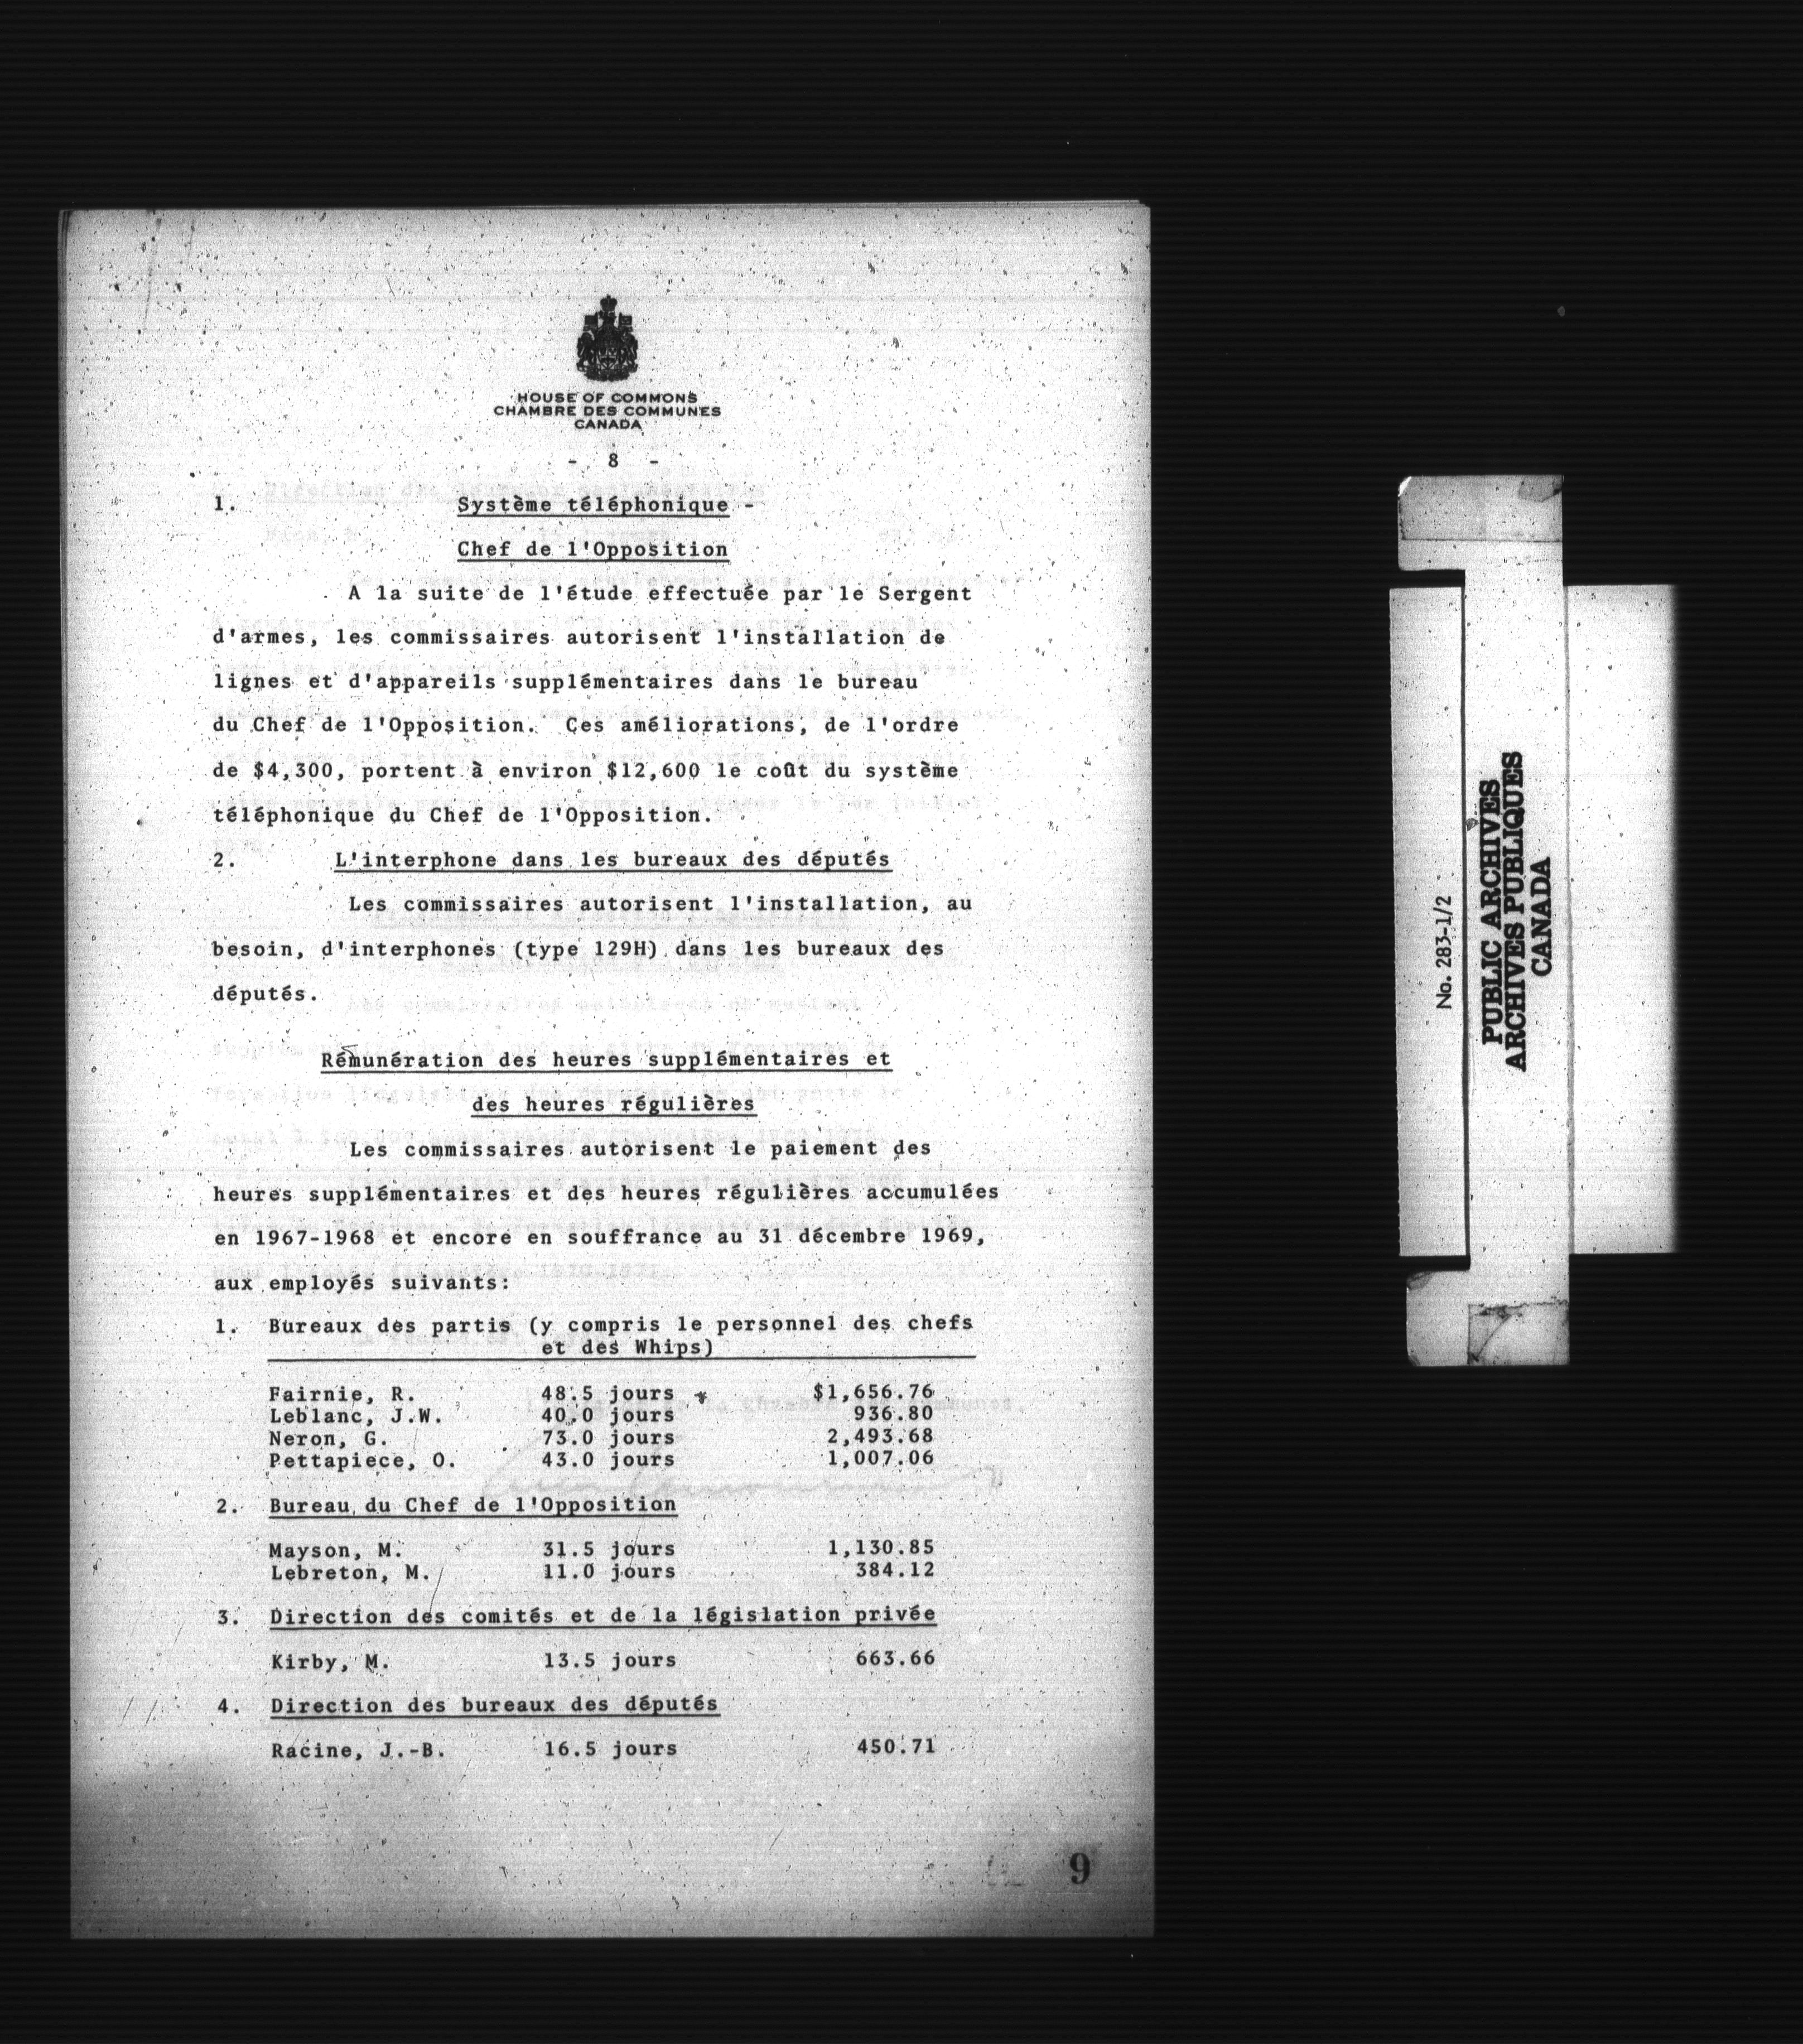 HOUSE OF COMMONS
CHAMBRE DES COMMUNES
CANADA
- 8 -
1. Système téléphonique -
Chef de l'Opposition
A la suite de l'étude effectuée par le Sergent
d'armes, les commissaires autorisent l'installation de
lignes et d'appareils supplémentaires dans le bureau
du Chef de l'Opposition. Ces améliorations, de l'ordre
de $4,300, portent à environ $12,600 le coût du système
téléphonique du Chef de l'Opposition.
2. L'interphone dans les bureaux des députés
Les commissaires autorisent l'installation, au
besoin, d'interphones (type 129H) dans les bureaux des
députés.
Rémunération des heures supplémentaires et
des heures régulières
Les commissaires autorisent le paiement des
heures supplémentaires et des heures régulières accumulées
en 1967-1968 et encore en souffrance au 31 décembre 1969,
aux employés suivants:
1. Bureaux des partis (y compris le personnel des chefs
et des Whips)
Fairnie, R. 48.5 jours $1,656.76
Leblanc, J.W. 40.0 jours 936.80
Neron, G. 73.0 jours 2,493.68
Pettapiece, O. 43.0 jours 1,007.06
2. Bureau du Chef de l'Opposition
Mayson, M. 31.5 jours 1,130.85
Lebreton, M. 11.0 jours 384.12
3. Direction des comités et de la législation privée
Kirby, M. 13.5 jours 663.66
4. Direction des bureaux des députés
Racine, J.-B. 16.5 jours 450.71
9
No. 283-1/2
PUBLIC ARCHIVES
ARCHIVES PUBLIQUES
CANADA